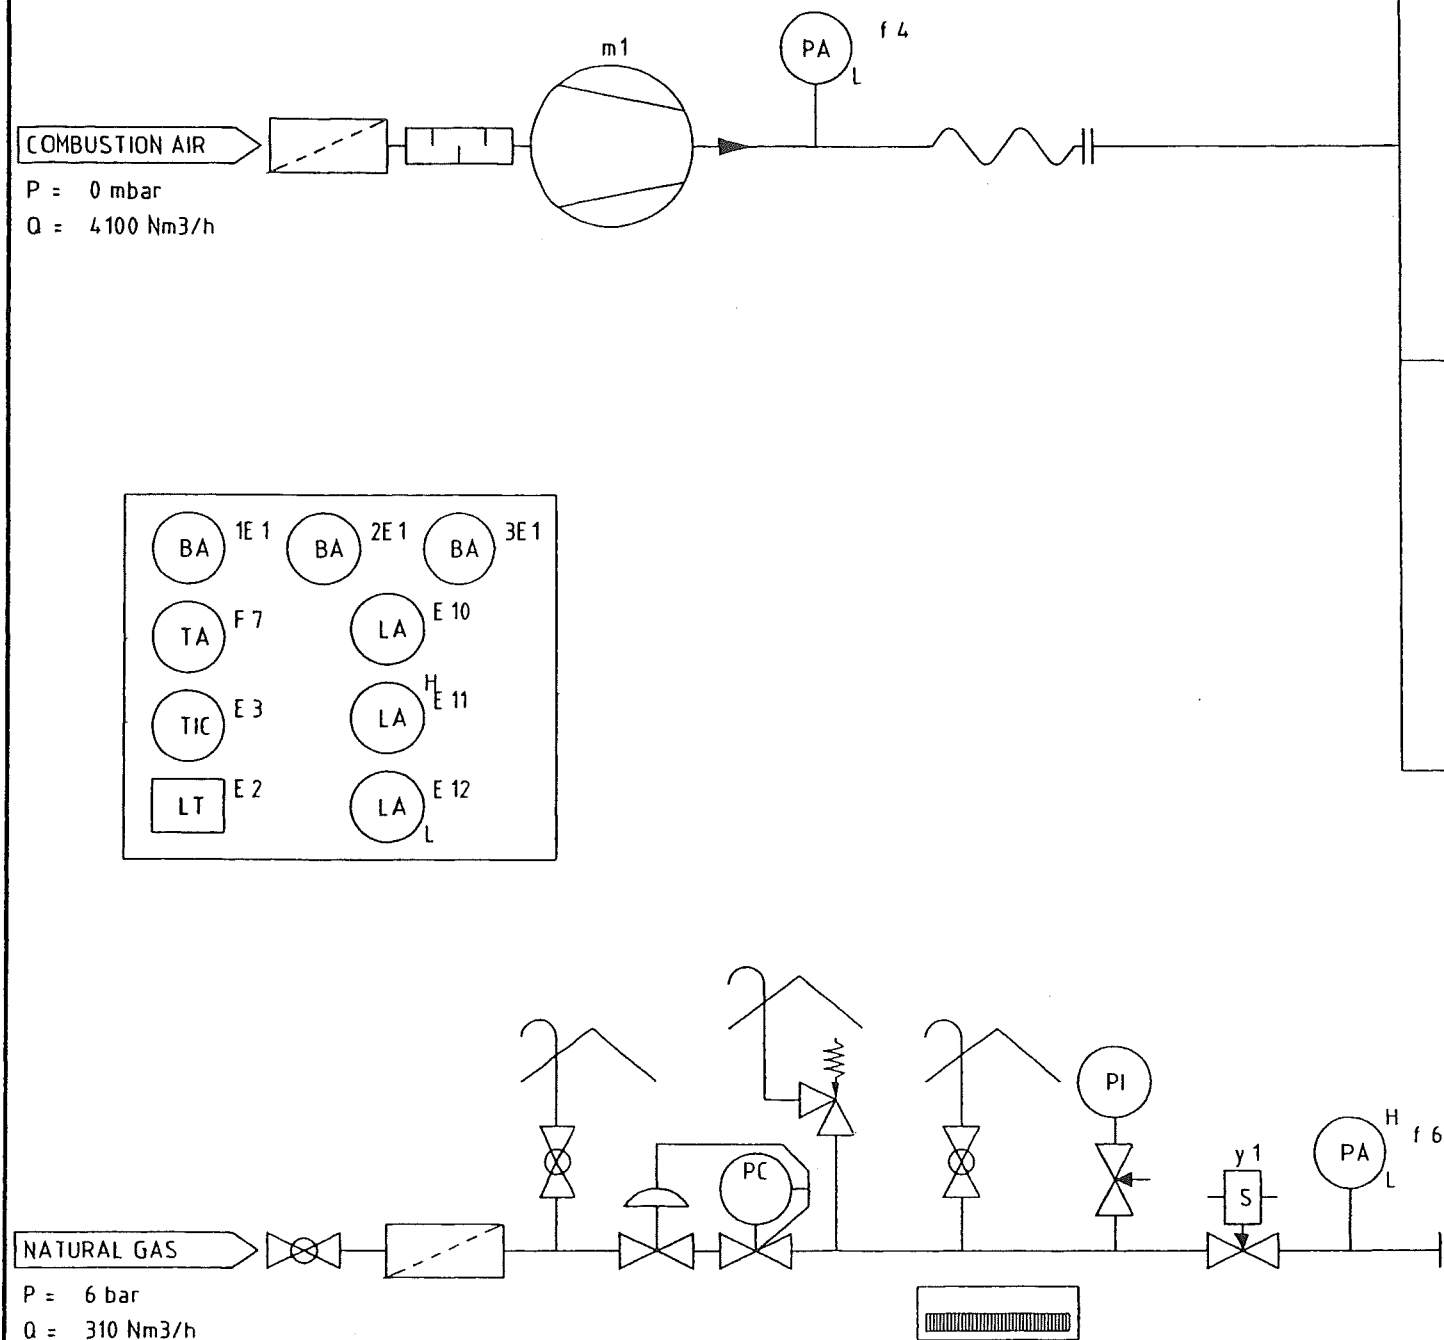 m1
PA
f 4
L
COMBUSTION AIR
P = 0 mbar
Q = 4100 Nm3/h
BA 1E 1
BA 2E 1
BA 3E 1
TA F 7
LA E 10
H
TIC E 3
LA E 11
LT E 2
LA E 12
L
PI
PC
y 1
S
PA
H
f 6
L
NATURAL GAS
P = 6 bar
Q = 310 Nm3/h